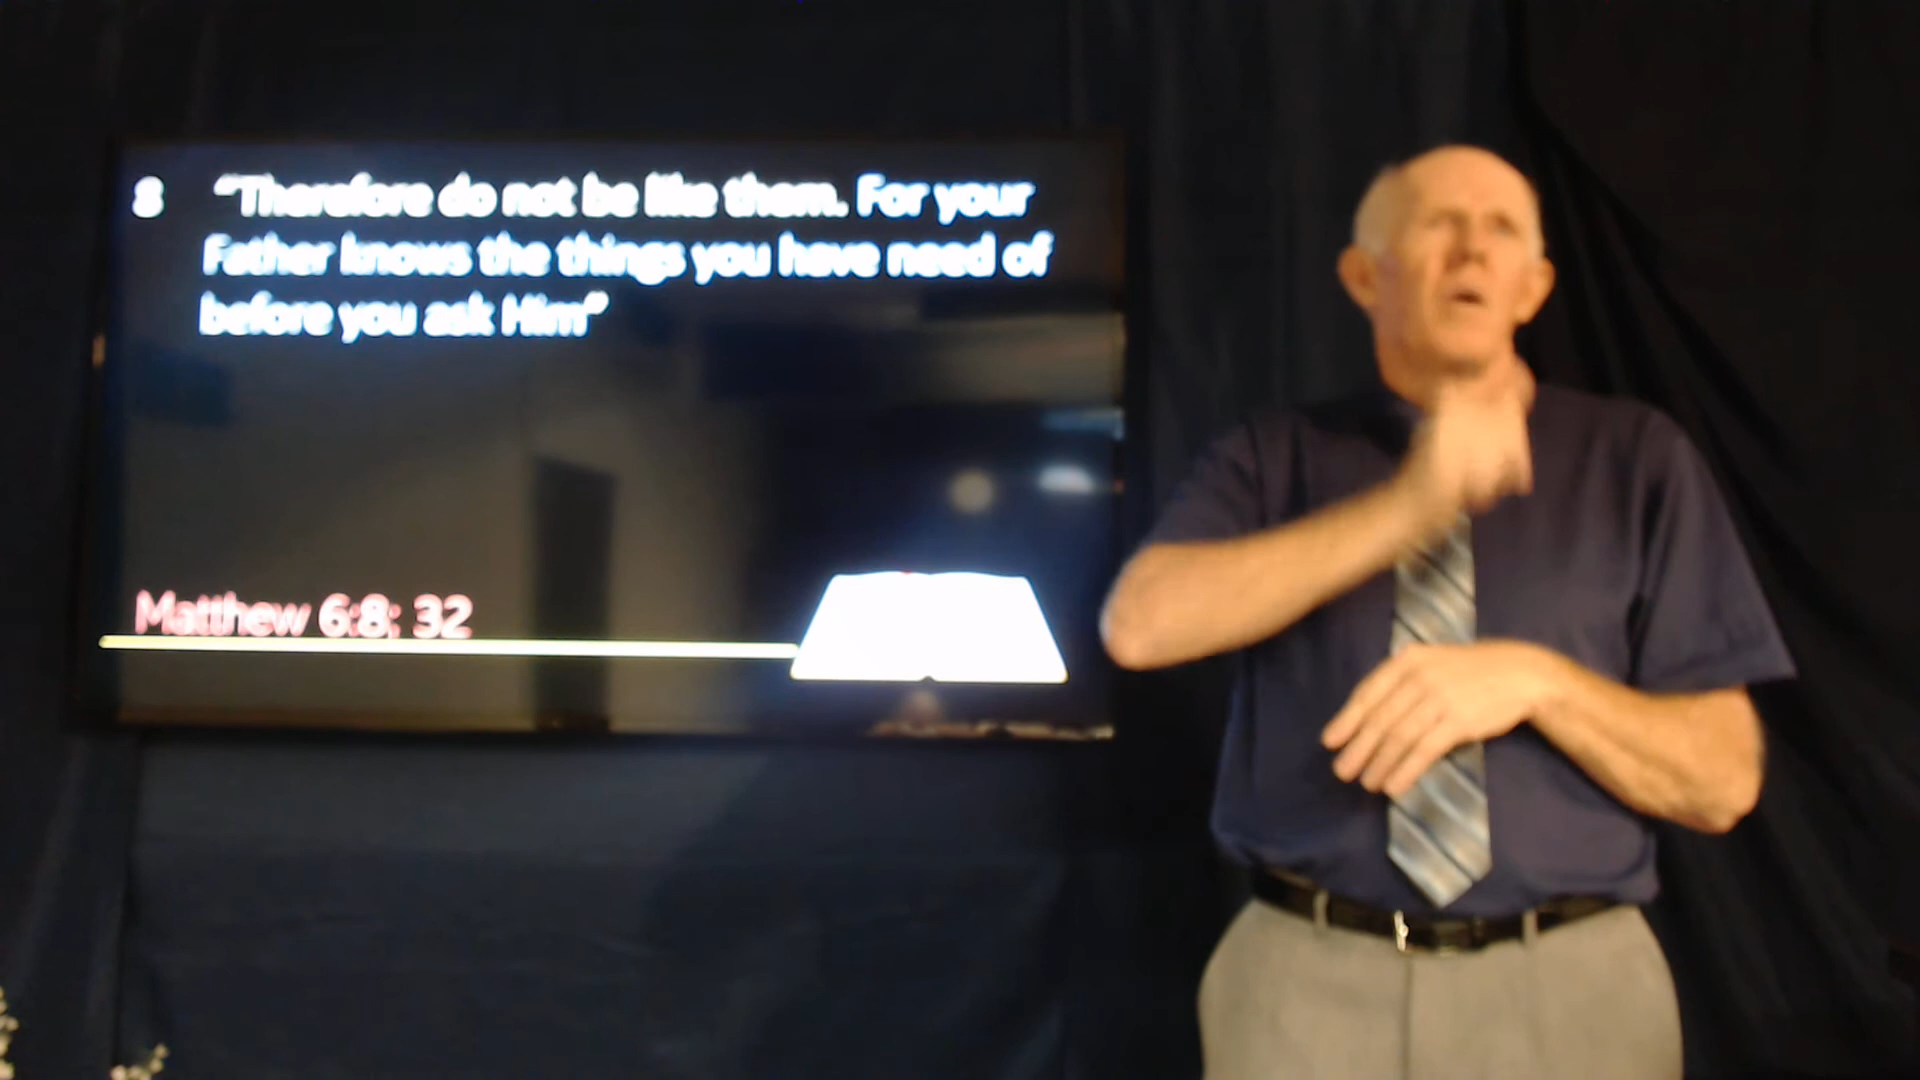 8 “Therefore do not be like them. For your
Father knows the things you have need of
before you ask Him”
Matthew 6:8; 32